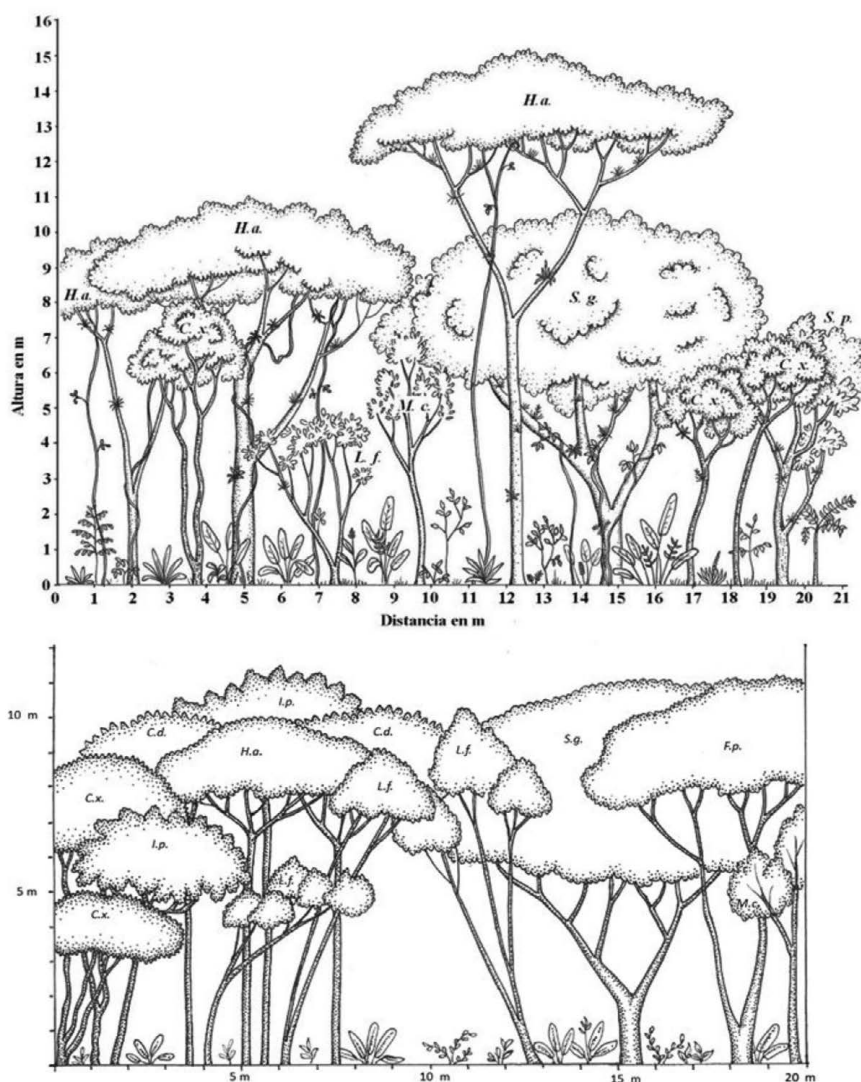 16
15
14
13
12
11
10
9
8
7
6
5
4
3
2
1
0
Altura en m
H.a.
H.a.
H.a.
C. x.
S. g.
S. p.
C. x.
C. x.
M. c.
L. f.
0 1 2 3 4 5 6 7 8 9 10 11 12 13 14 15 16 17 18 19 20 21
Distancia en m
10 m
5 m
I.p.
C.d.
H.a.
C.d.
L.f.
S.g.
F.p.
C.x.
L.f.
I.p.
C.x.
M.c.
5 m 10 m 15 m 20 m